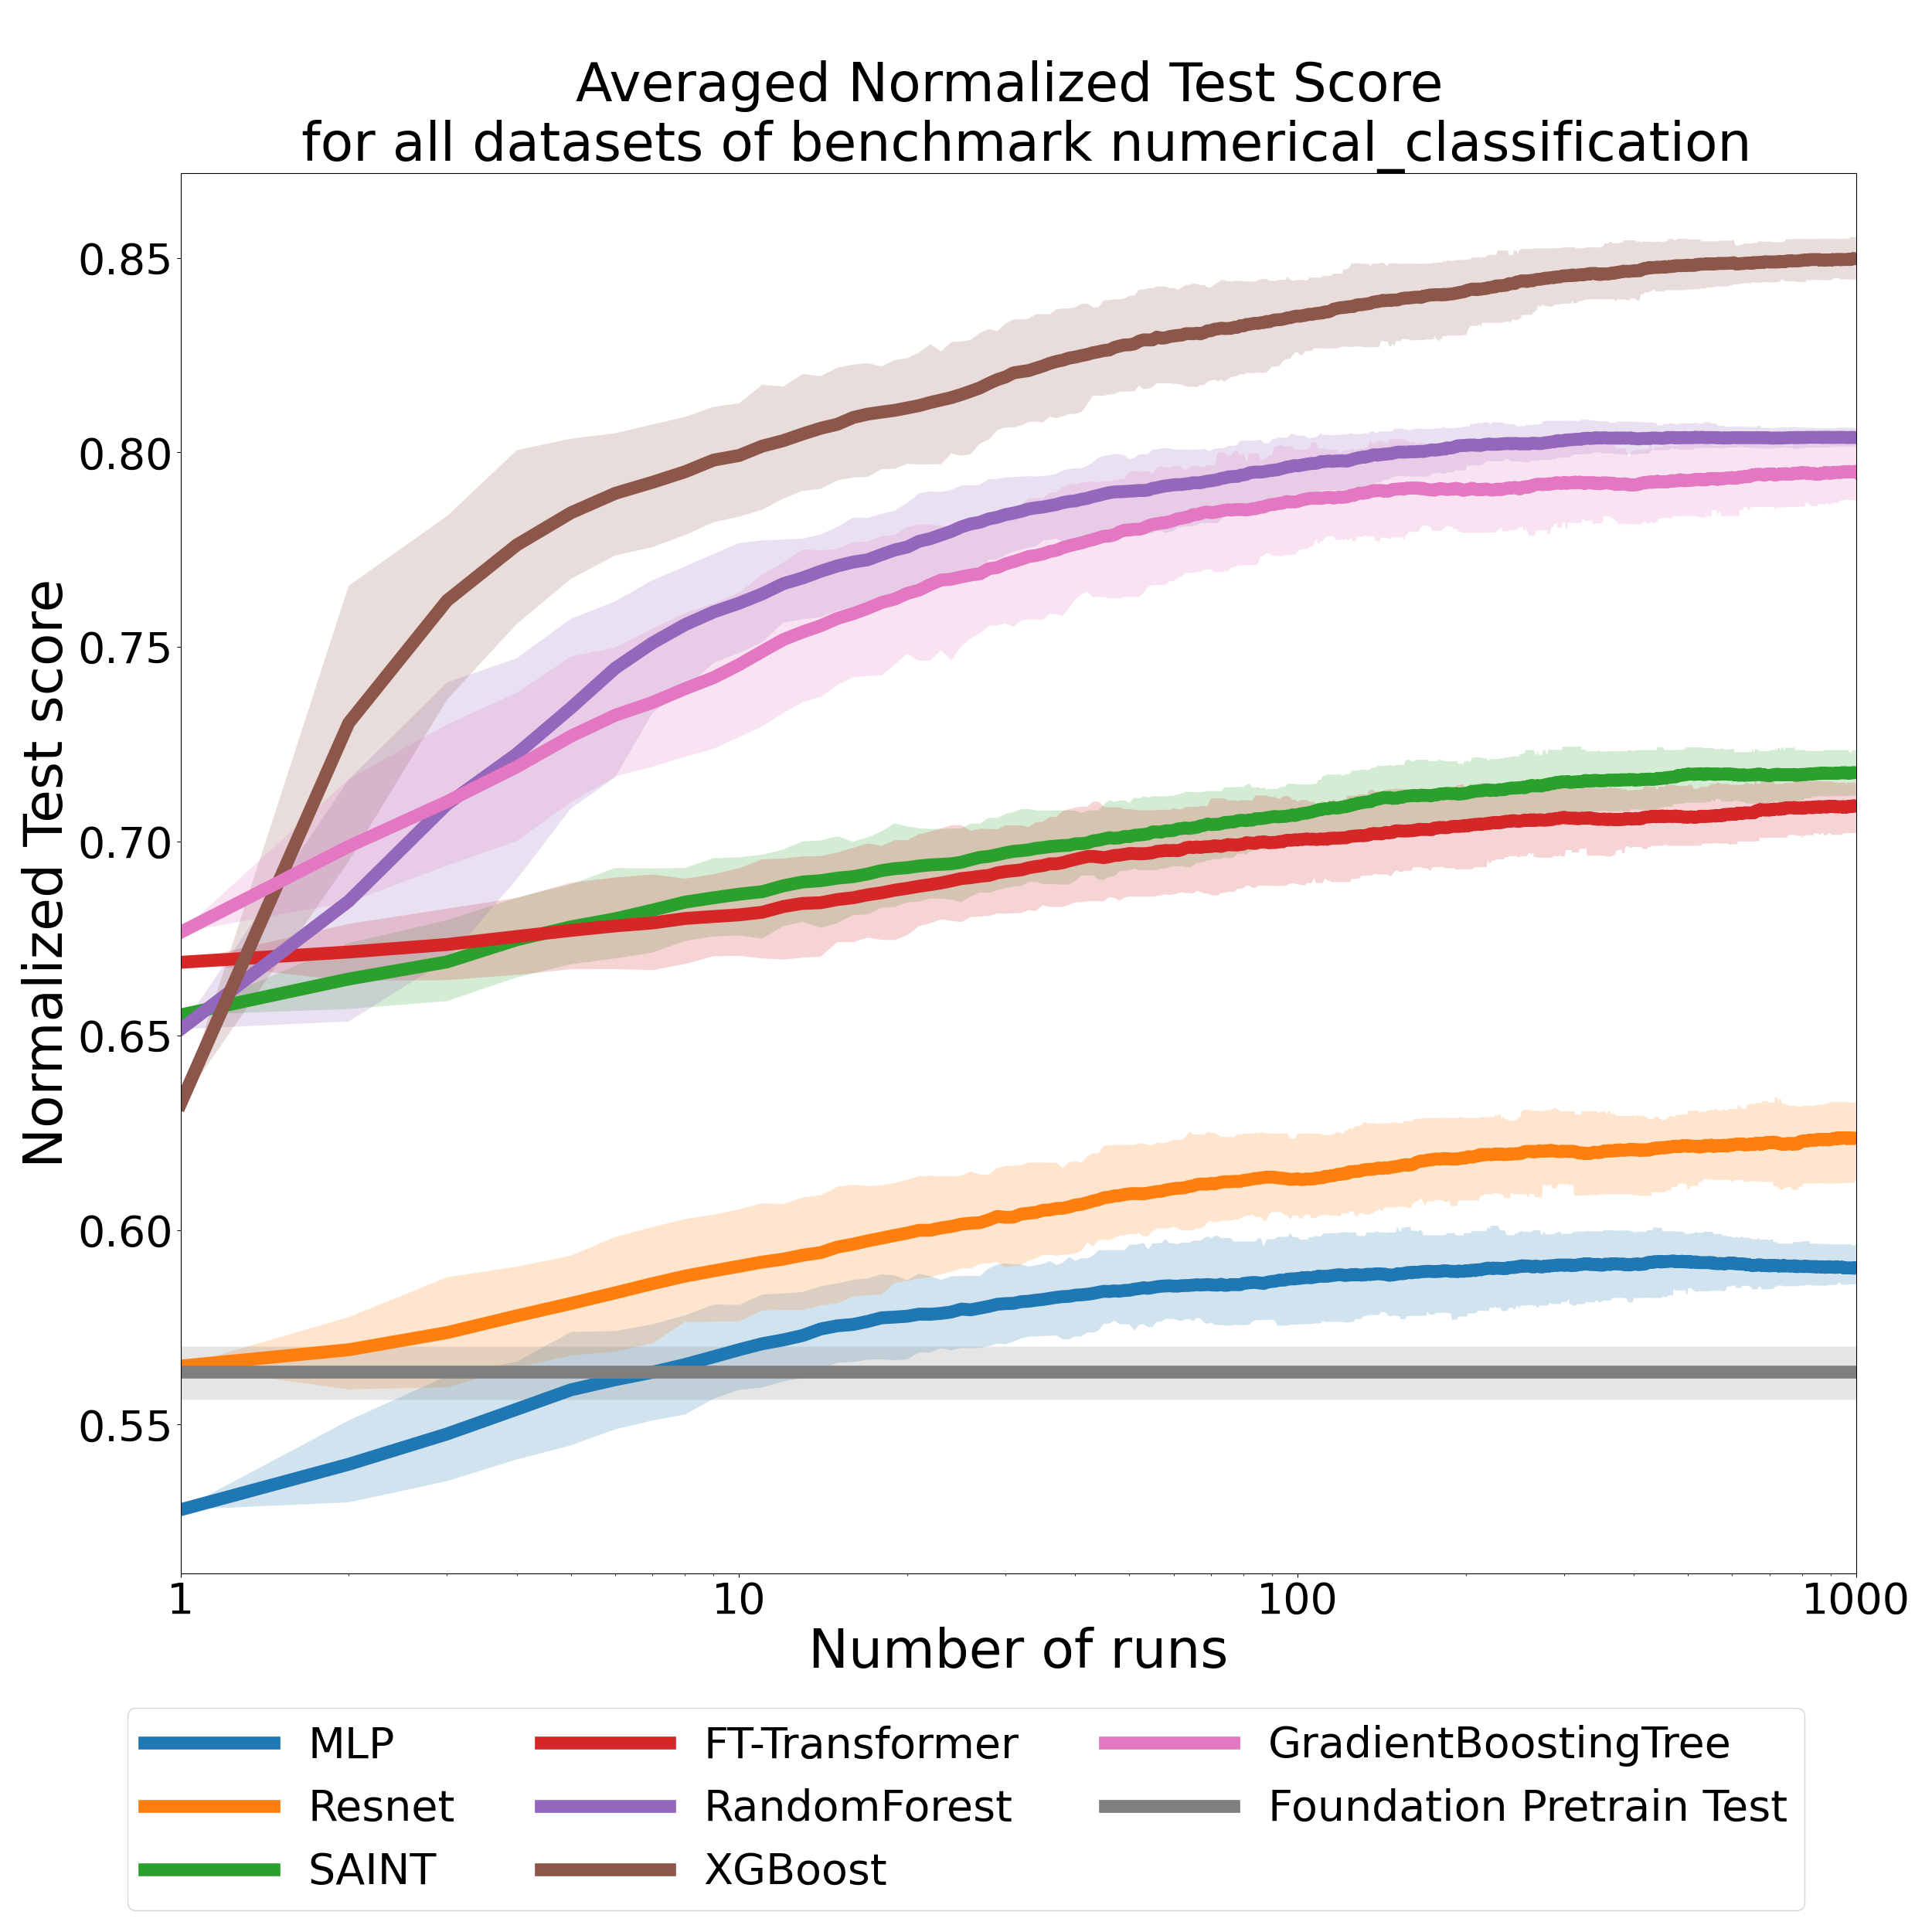 Averaged Normalized Test Score
for all datasets of benchmark numerical_classification
Normalized Test score
0.85
0.80
0.75
0.70
0.65
0.60
0.55
1 10 100 1000
Number of runs
MLP
Resnet
SAINT
FT-Transformer
RandomForest
XGBoost
GradientBoostingTree
Foundation Pretrain Test